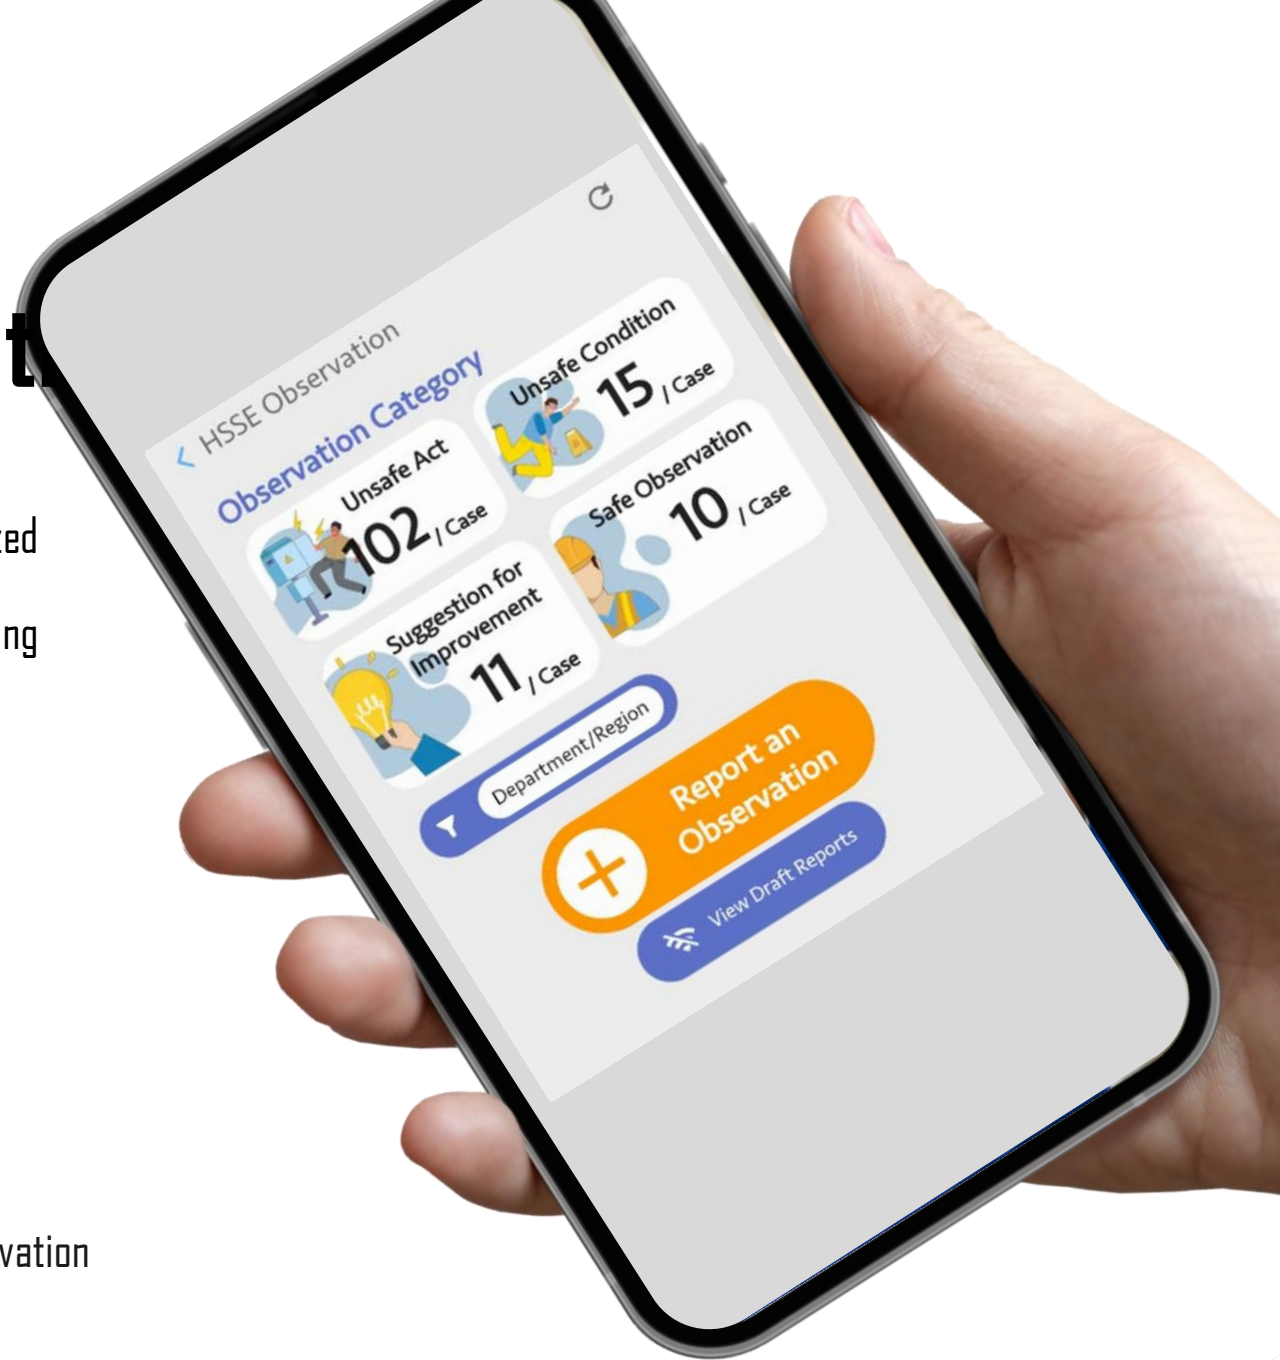 HSSE Observation
Observation Category
Unsafe Act
102 / Case
Unsafe Condition
15 / Case
Suggestion for
Improvement
11 / Case
Safe Observation
10 / Case
Department/Region
Report an
Observation
View Draft Reports
t
ng
vation